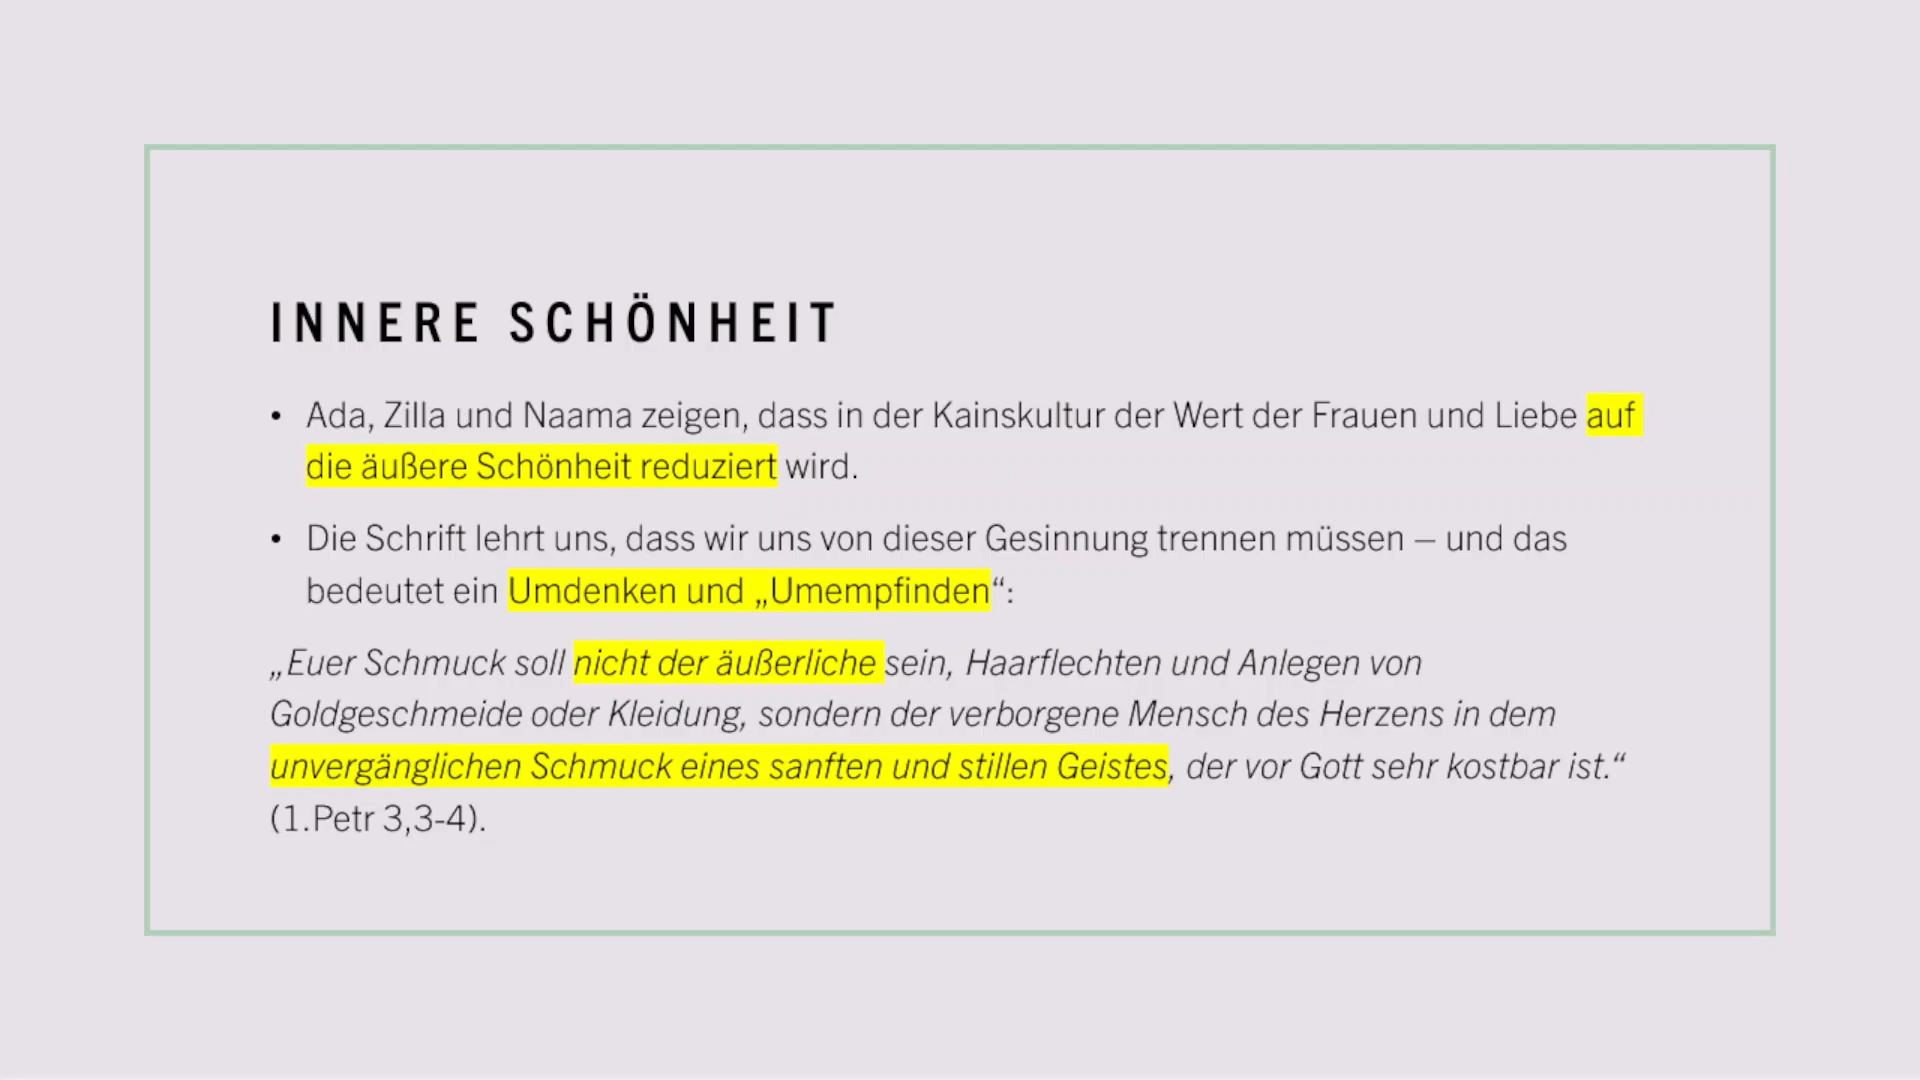 INNERE SCHÖNHEIT
• Ada, Zilla und Naama zeigen, dass in der Kainskultur der Wert der Frauen und Liebe auf
die äußere Schönheit reduziert wird.
• Die Schrift lehrt uns, dass wir uns von dieser Gesinnung trennen müssen – und das
bedeutet ein Umdenken und „Umempfinden“:
„Euer Schmuck soll nicht der äußerliche sein, Haarflechten und Anlegen von
Goldgeschmeide oder Kleidung, sondern der verborgene Mensch des Herzens in dem
unvergänglichen Schmuck eines sanften und stillen Geistes, der vor Gott sehr kostbar ist.“
(1.Petr 3,3-4).